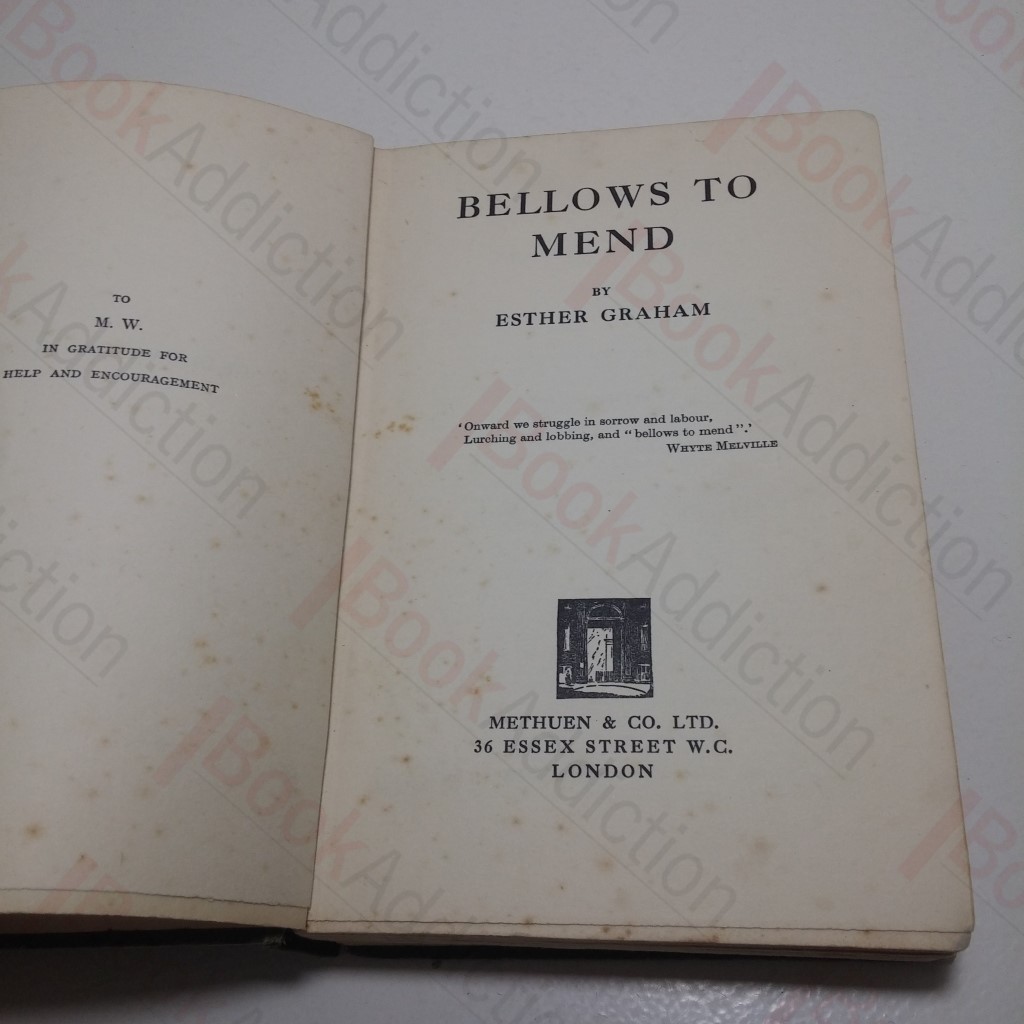 TO
M. W.
IN GRATITUDE FOR
HELP AND ENCOURAGEMENT
BELLOWS TO
MEND
BY
ESTHER GRAHAM
‘Onward we struggle in sorrow and labour,
Lurching and lobbing, and “bellows to mend”.’
WHYTE MELVILLE
METHUEN & CO. LTD.
36 ESSEX STREET W.C.
LONDON
BookAddiction